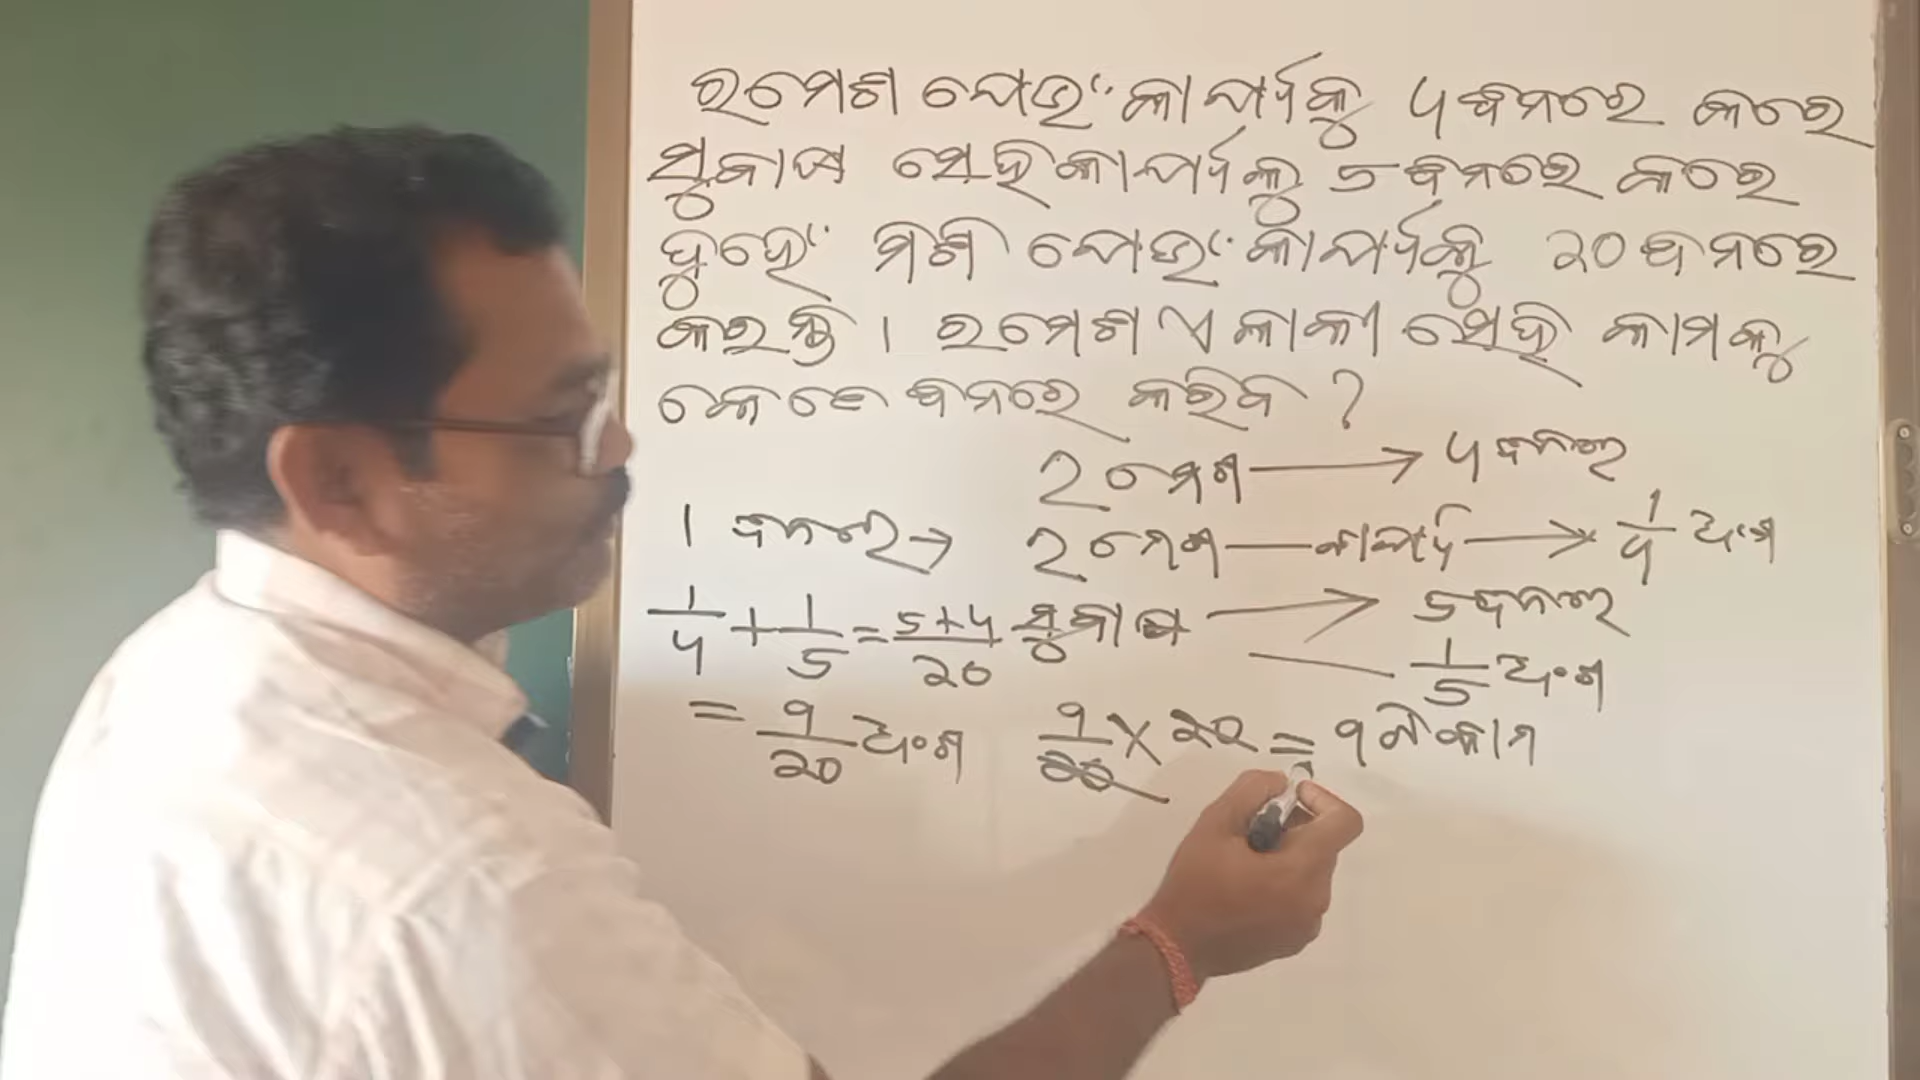 ରମେଶ ଯେଉଁ କାର୍ଯ୍ୟକୁ 4 ଦିନରେ କରେ
ସୁବାଷ ସେହି କାର୍ଯ୍ୟକୁ 5 ଦିନରେ କରେ
ଦୁହେଁ ମିଶି ଯେଉଁ କାର୍ଯ୍ୟକୁ 20 ଦିନରେ
କରନ୍ତି । ରମେଶ ଏକାକୀ ସେହି କାମକୁ
କେତେ ଦିନରେ କରିବ ?
ରମେଶ → 4 ଦିନରେ
1 ଦିନରେ → ରମେଶ — କାର୍ଯ୍ୟ → 1/4 ଅଂଶ
ସୁବାଷ → 5 ଦିନରେ
1/4 + 1/5 = 5+4/20 — 1/5 ଅଂଶ
= 9/20 ଅଂଶ 9/20 × 20 = 9